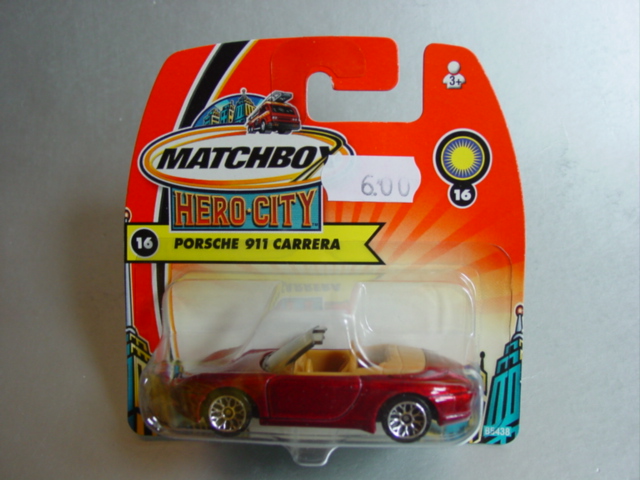 3+
MATCHBOX
6.00
HERO-CITY
16
16 PORSCHE 911 CARRERA